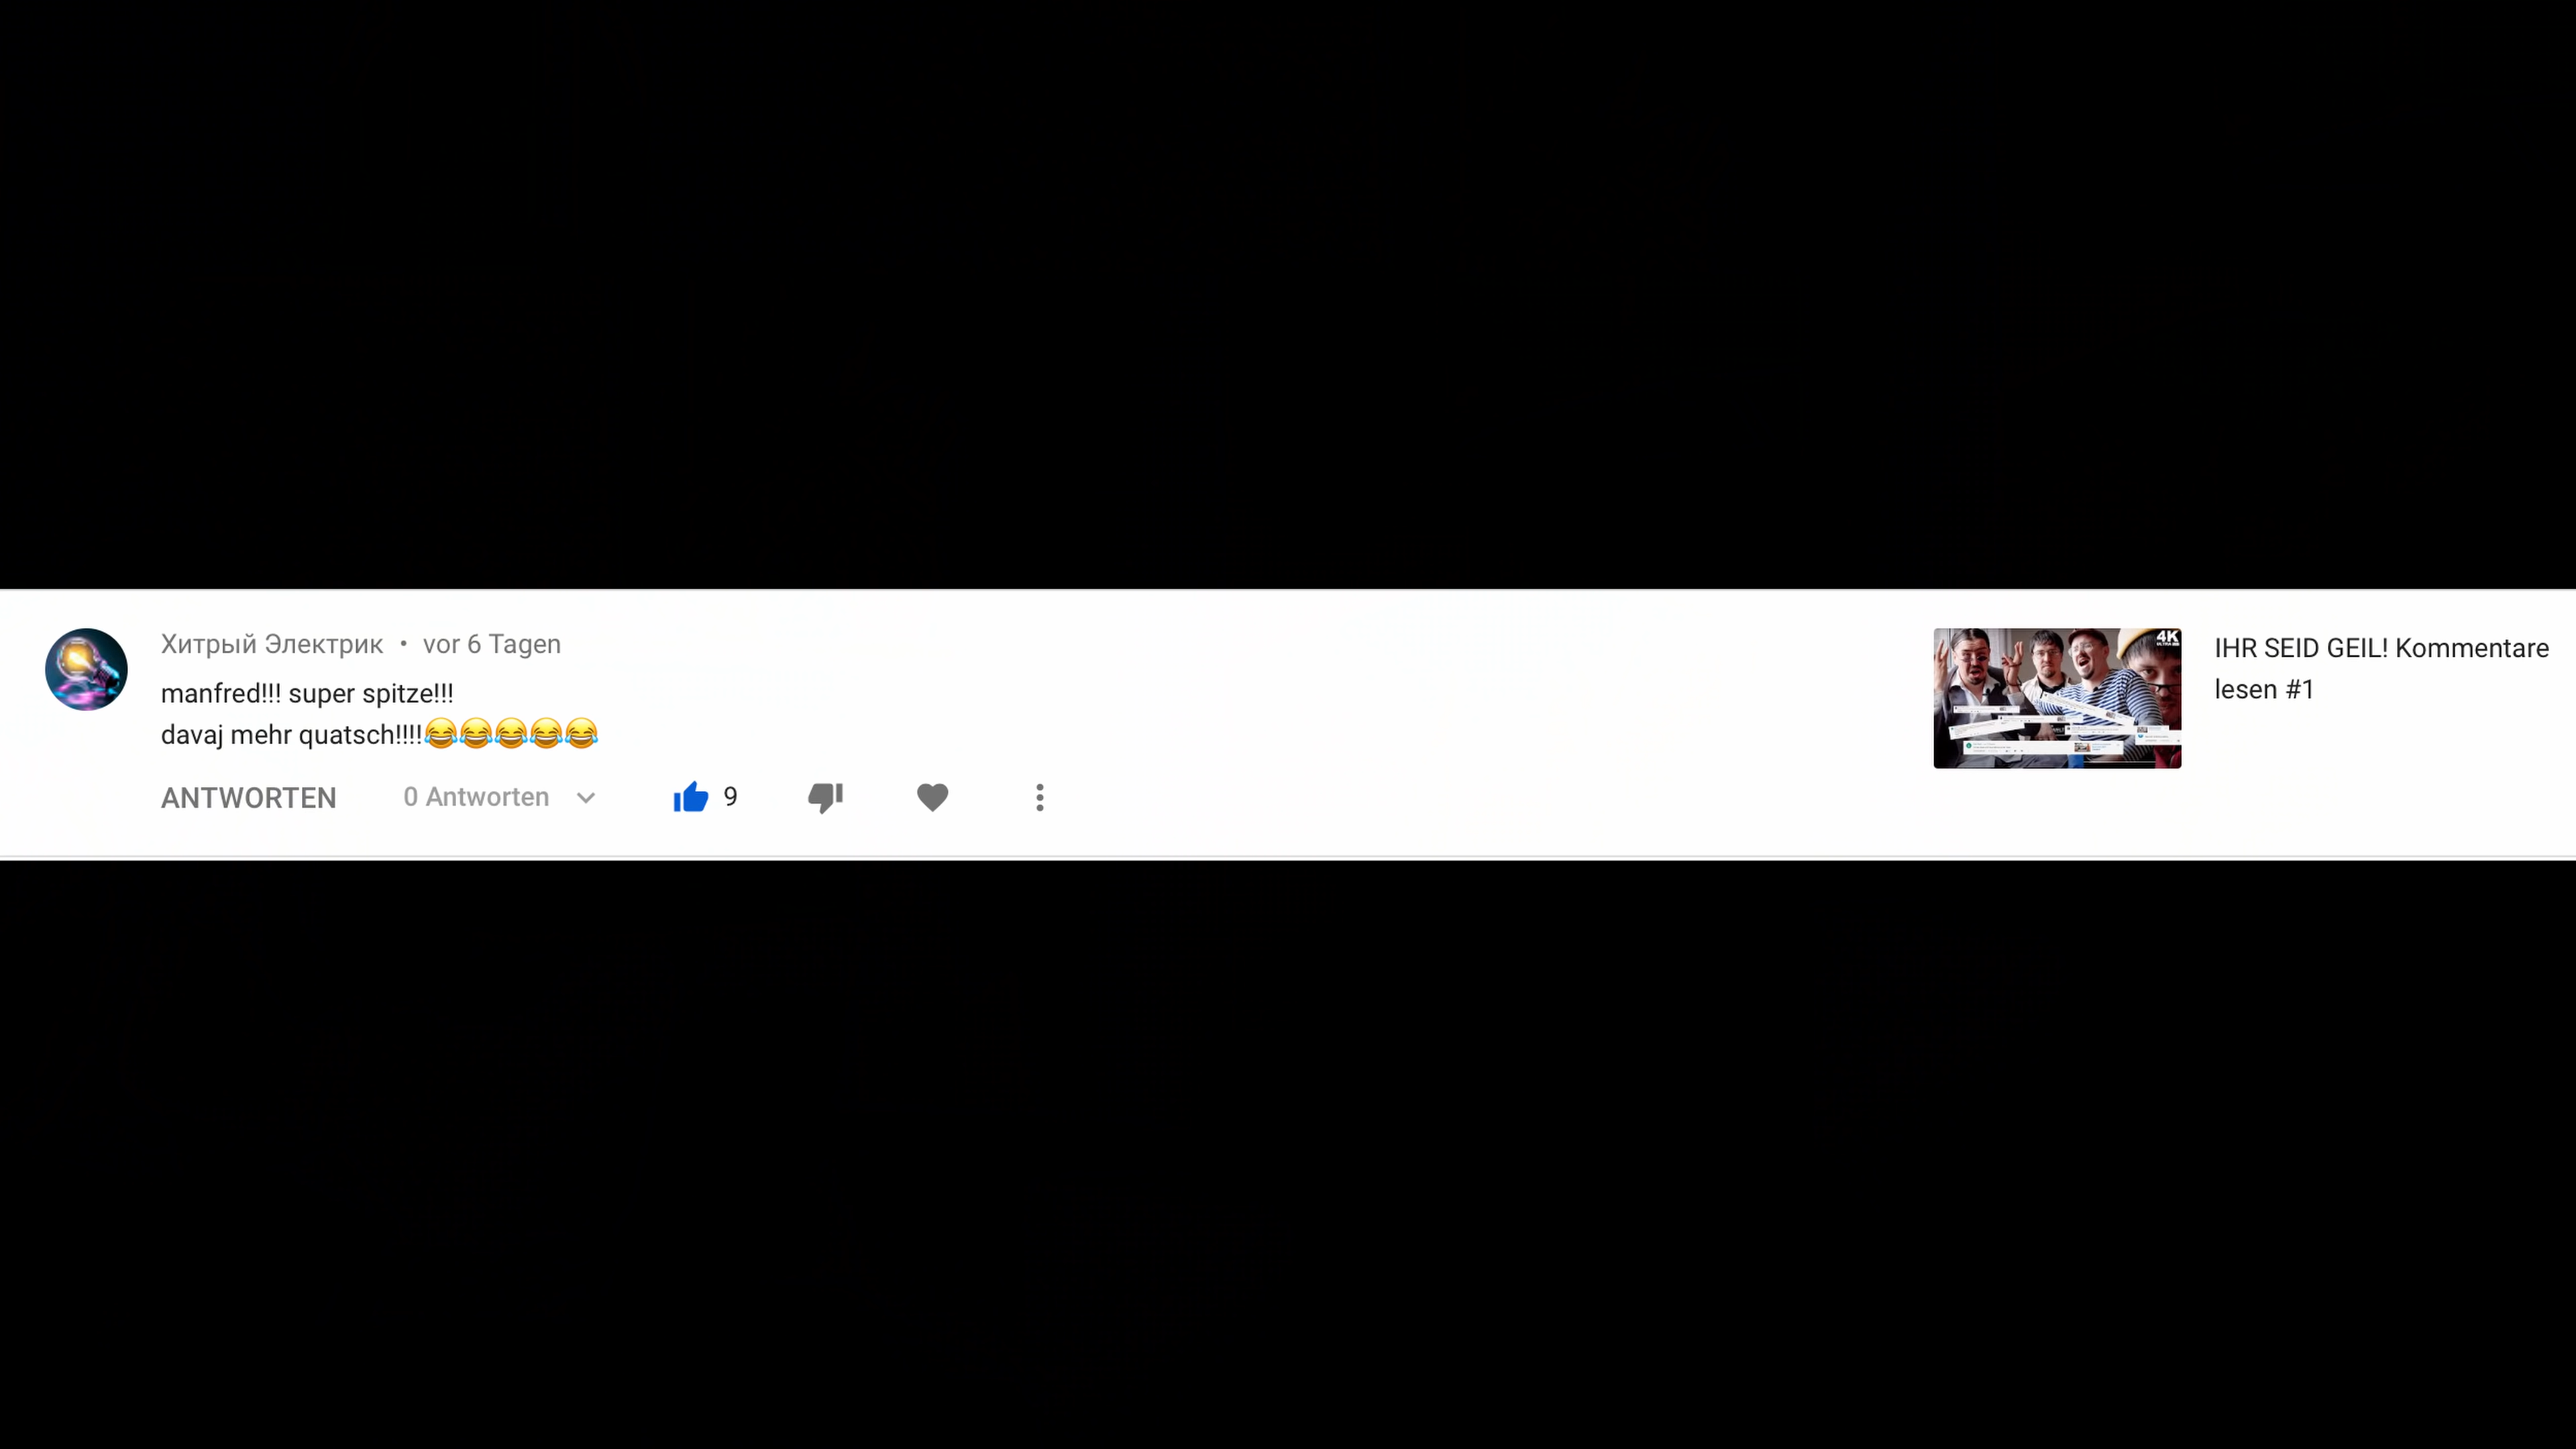 Хитрый Электрик • vor 6 Tagen
manfred!!! super spitze!!!
davaj mehr quatsch!!!!😂😂😂😂😂
ANTWORTEN 0 Antworten 9
4K
IHR SEID GEIL! Kommentare
lesen #1